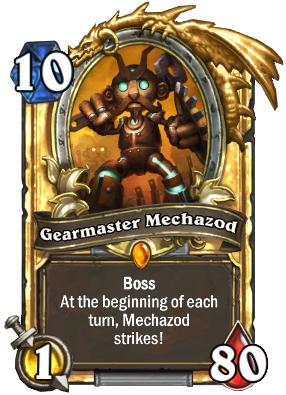 10
Gearmaster Mechazod
Boss
At the beginning of each
turn, Mechazod
strikes!
1
80